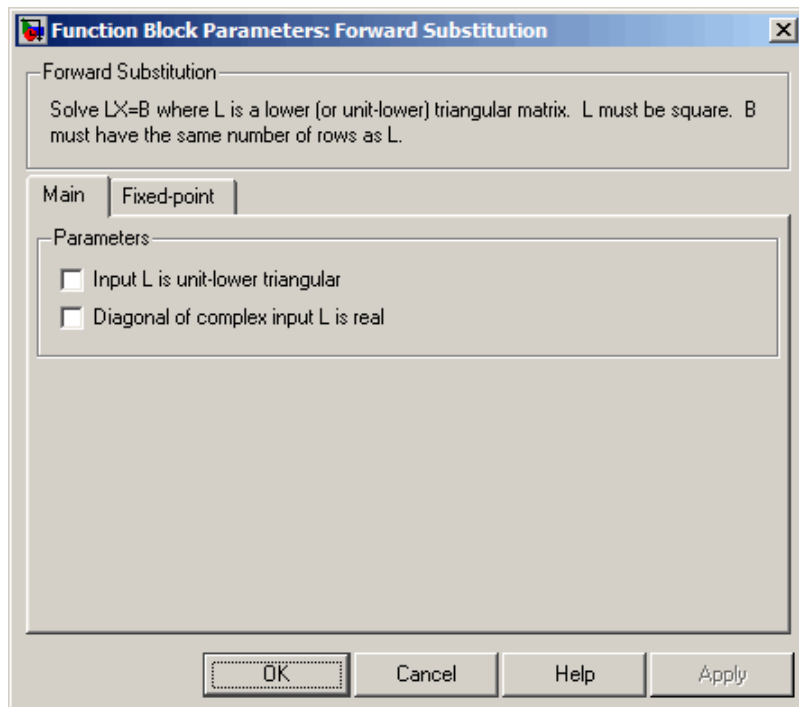 Function Block Parameters: Forward Substitution
Forward Substitution
Solve LX=B where L is a lower (or unit-lower) triangular matrix.  L must be square.  B
must have the same number of rows as L.
Main
Fixed-point
Parameters
Input L is unit-lower triangular
Diagonal of complex input L is real
OK
Cancel
Help
Apply